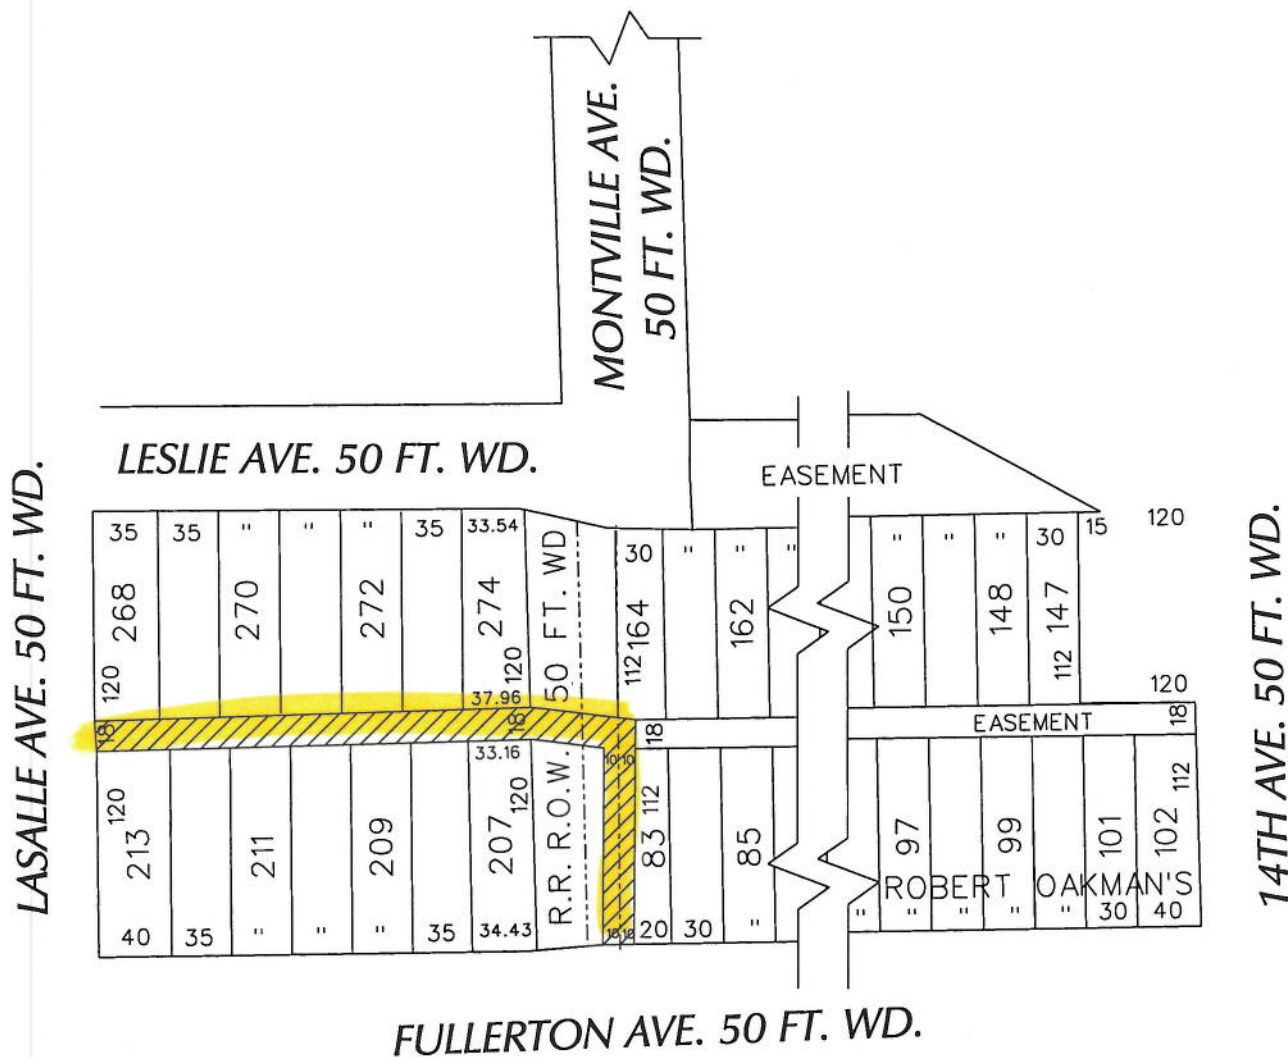 MONTVILLE AVE.
50 FT. WD.
LESLIE AVE. 50 FT. WD.
EASEMENT
LASALLE AVE. 50 FT. WD.
14TH AVE. 50 FT. WD.
35 35 " " " 35 33.54
30 " " " " " " 30 15 120
268 270 272 274
50 FT. WD
164 162 150 148 147
120 120 112 112
37.96
120
18 18 18
EASEMENT
18
33.16
10 10
R.R. R.O.W.
120 120 112 112
213 211 209 207 83 85 97 99 101 102
ROBERT OAKMAN'S
40 35 " " " 35 34.43
10 10
20 30 " " " " " " 30 40
FULLERTON AVE. 50 FT. WD.